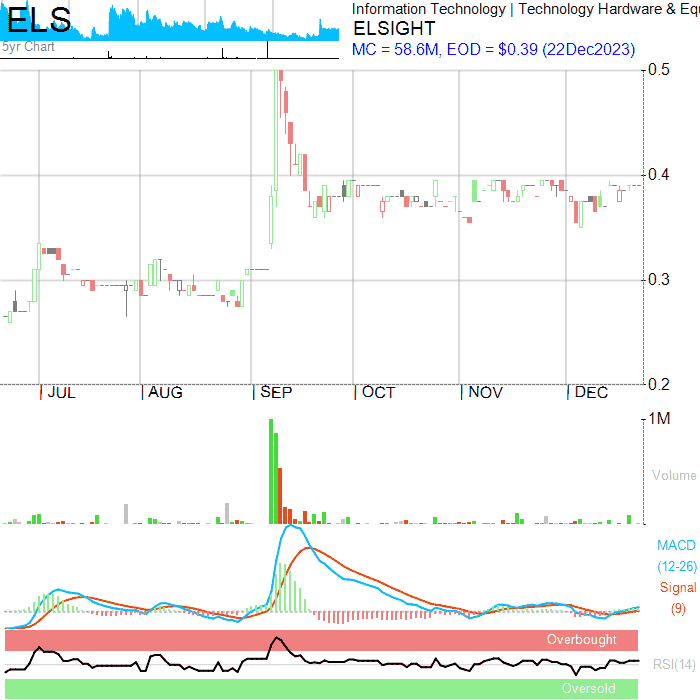 ELS
5yr Chart
Information Technology | Technology Hardware & Equ
ELSIGHT
MC = 58.6M, EOD = $0.39 (22Dec2023)
0.5
0.4
0.3
0.2
JUL AUG SEP OCT NOV DEC
1M
Volume
MACD
(12-26)
Signal
(9)
Overbought
RSI(14)
Oversold